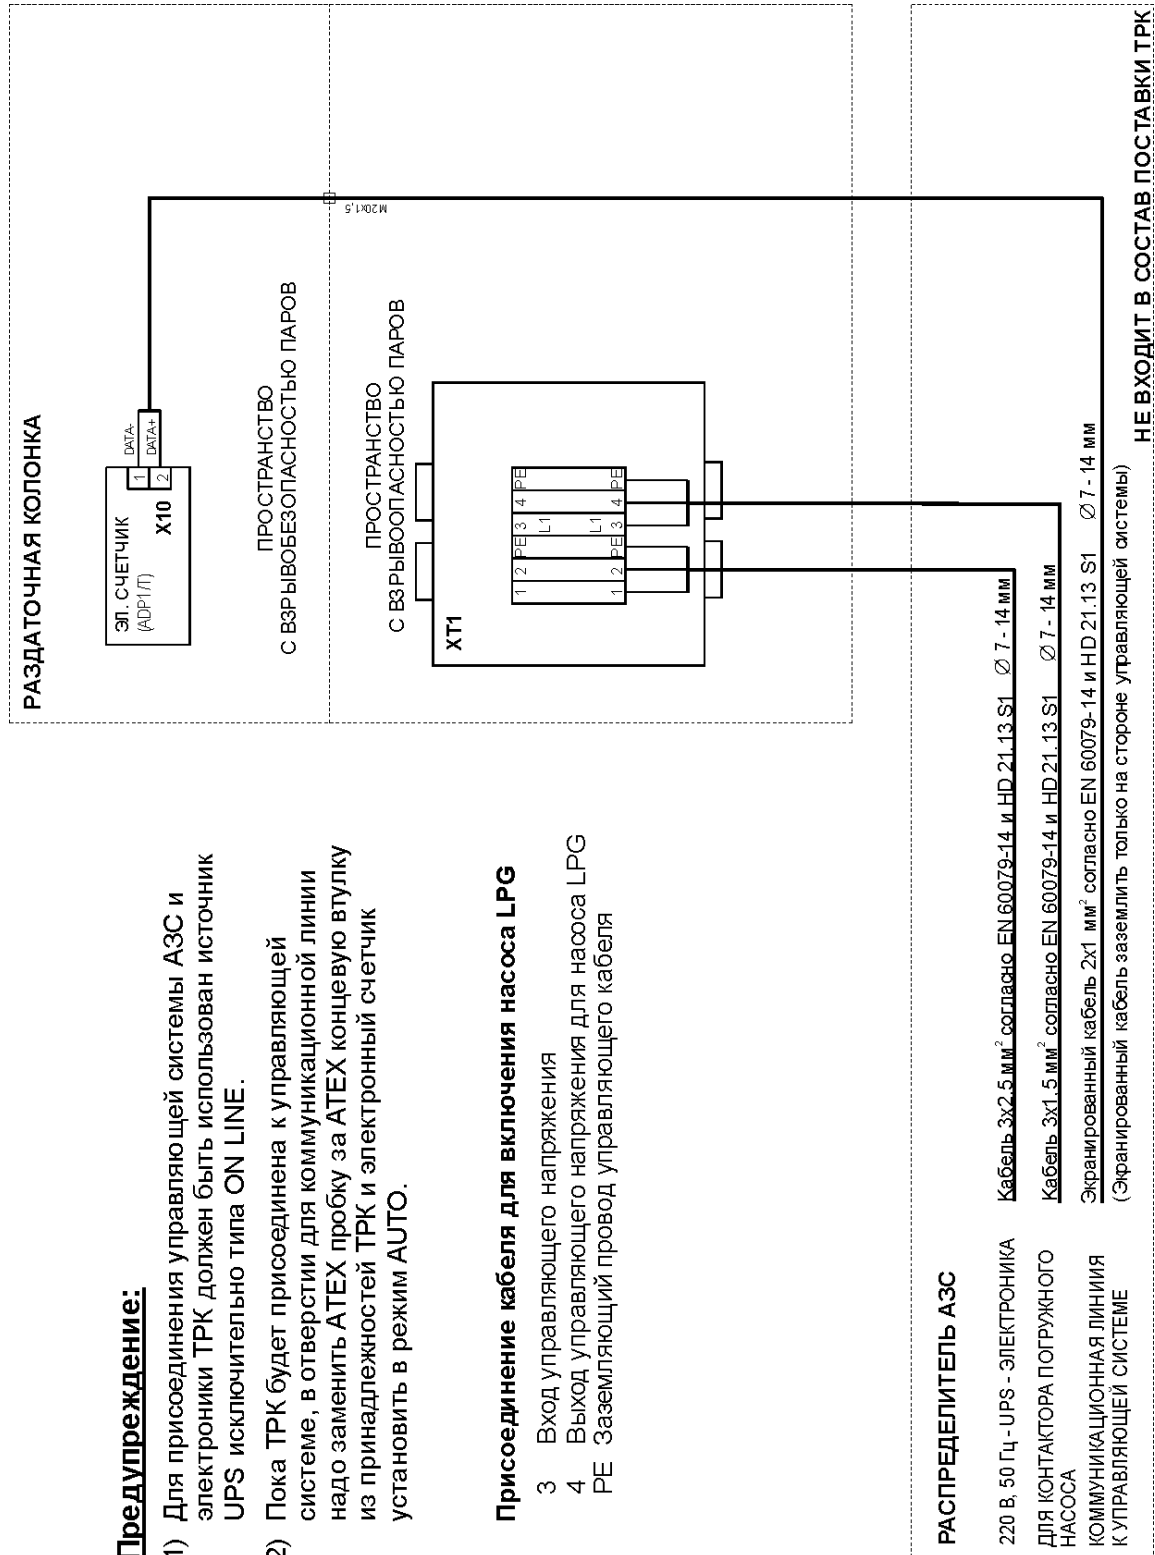 Предупреждение:
1) Для присоединения управляющей системы АЗС и
электроники ТРК должен быть использован источник
UPS исключительно типа ON LINE.
2) Пока ТРК будет присоединена к управляющей
системе, в отверстии для коммуникационной линии
надо заменить ATEX пробку за ATEX концевую втулку
из принадлежностей ТРК и электронный счетчик
установить в режим AUTO.
Присоединение кабеля для включения насоса LPG
3 Вход управляющего напряжения
4 Выход управляющего напряжения для насоса LPG
PE Заземляющий провод управляющего кабеля
РАЗДАТОЧНАЯ КОЛОНКА
ЭЛ. СЧЕТЧИК
(ADP1/T)
X10
1
2
DATA-
DATA+
ПРОСТРАНСТВО
С ВЗРЫВОБЕЗОПАСНОСТЬЮ ПАРОВ
M20x1,5
ПРОСТРАНСТВО
С ВЗРЫВООПАСНОСТЬЮ ПАРОВ
XT1
1 2 PE 3 4 PE
L1
L1
1 2 PE 3 4 PE
РАСПРЕДЕЛИТЕЛЬ АЗС
220 В, 50 Гц - UPS - ЭЛЕКТРОНИКА
Кабель 3x2,5 мм² согласно EN 60079-14 и HD 21.13 S1 Ø 7 - 14 мм
ДЛЯ КОНТАКТОРА ПОГРУЖНОГО
НАСОСА
Кабель 3x1,5 мм² согласно EN 60079-14 и HD 21.13 S1 Ø 7 - 14 мм
КОММУНИКАЦИОННАЯ ЛИНИИЯ
К УПРАВЛЯЮЩЕЙ СИСТЕМЕ
Экранированный кабель 2x1 мм² согласно EN 60079-14 и HD 21.13 S1 Ø 7 - 14 мм
(Экранированный кабель заземлить только на стороне управляющей системы)
НЕ ВХОДИТ В СОСТАВ ПОСТАВКИ ТРК